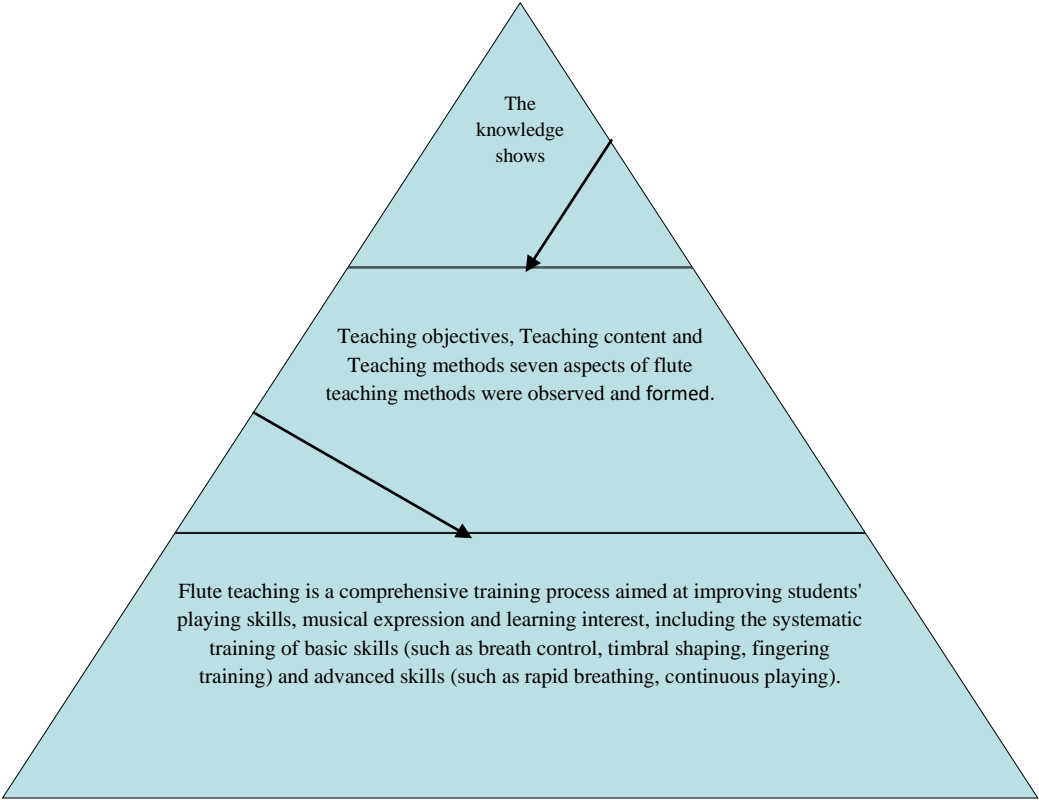 The
knowledge
shows
Teaching objectives, Teaching content and
Teaching methods seven aspects of flute
teaching methods were observed and formed.
Flute teaching is a comprehensive training process aimed at improving students'
playing skills, musical expression and learning interest, including the systematic
training of basic skills (such as breath control, timbral shaping, fingering
training) and advanced skills (such as rapid breathing, continuous playing).